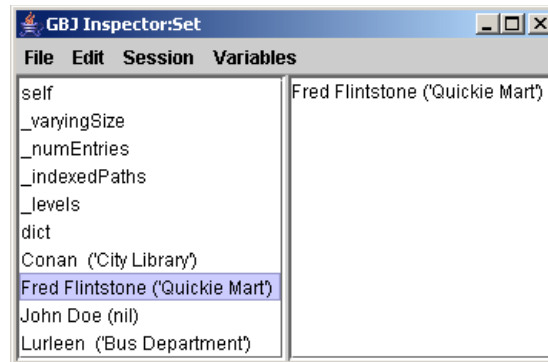 GBJ Inspector:Set
File Edit Session Variables
self
_varyingSize
_numEntries
_indexedPaths
_levels
dict
Conan  ('City Library')
Fred Flintstone ('Quickie Mart')
John Doe (nil)
Lurleen  ('Bus Department')
Fred Flintstone ('Quickie Mart')